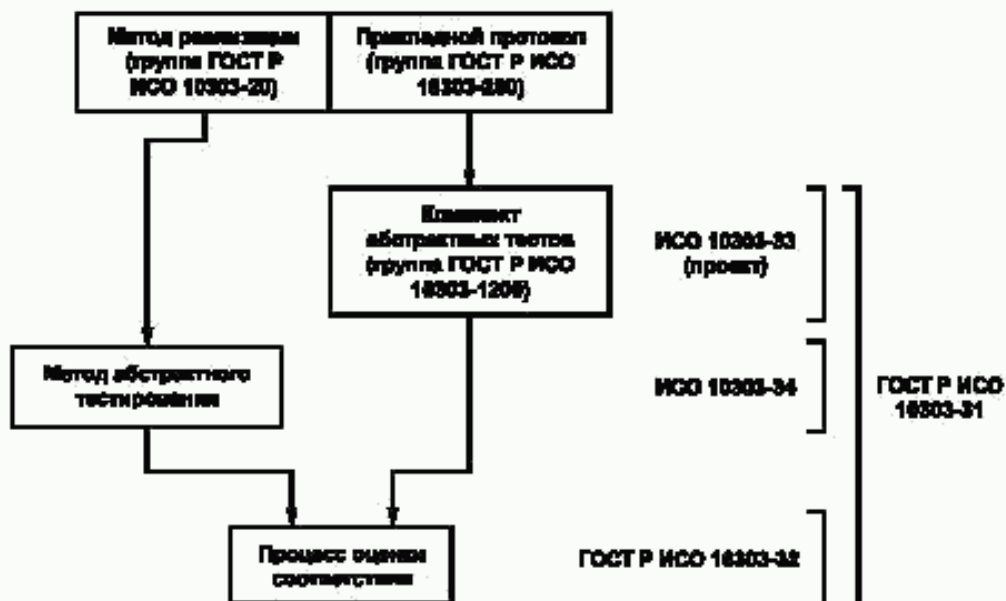 Метод реализации
(группа ГОСТ Р
ИСО 10303-20)
Прикладной протокол
(группа ГОСТ Р ИСО
10303-200)
Комплект
абстрактных тестов
(группа ГОСТ Р ИСО
10303-1200)
ИСО 10303-33
(проект)
Метод абстрактного
тестирования
ИСО 10303-34
ГОСТ Р ИСО
10303-31
Процесс оценки
соответствия
ГОСТ Р ИСО 10303-32